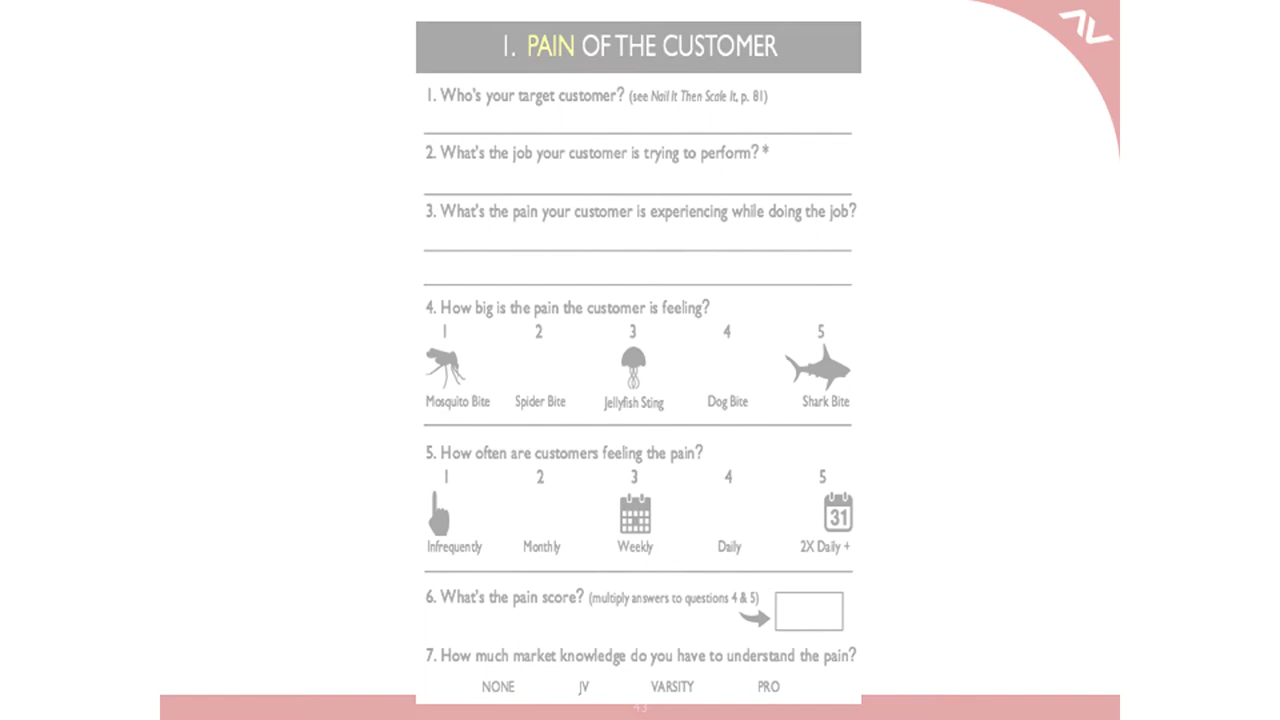 1. PAIN OF THE CUSTOMER
1. Who's your target customer? (see Nail It Then Scale It, p. 81)
2. What's the job your customer is trying to perform? *
3. What's the pain your customer is experiencing while doing the job?
4. How big is the pain the customer is feeling?
1 2 3 4 5
Mosquito Bite Spider Bite Jellyfish Sting Dog Bite Shark Bite
5. How often are customers feeling the pain?
1 2 3 4 5
31
Infrequently Monthly Weekly Daily 2X Daily +
6. What's the pain score? (multiply answers to questions 4 & 5)
7. How much market knowledge do you have to understand the pain?
NONE JV VARSITY PRO
43